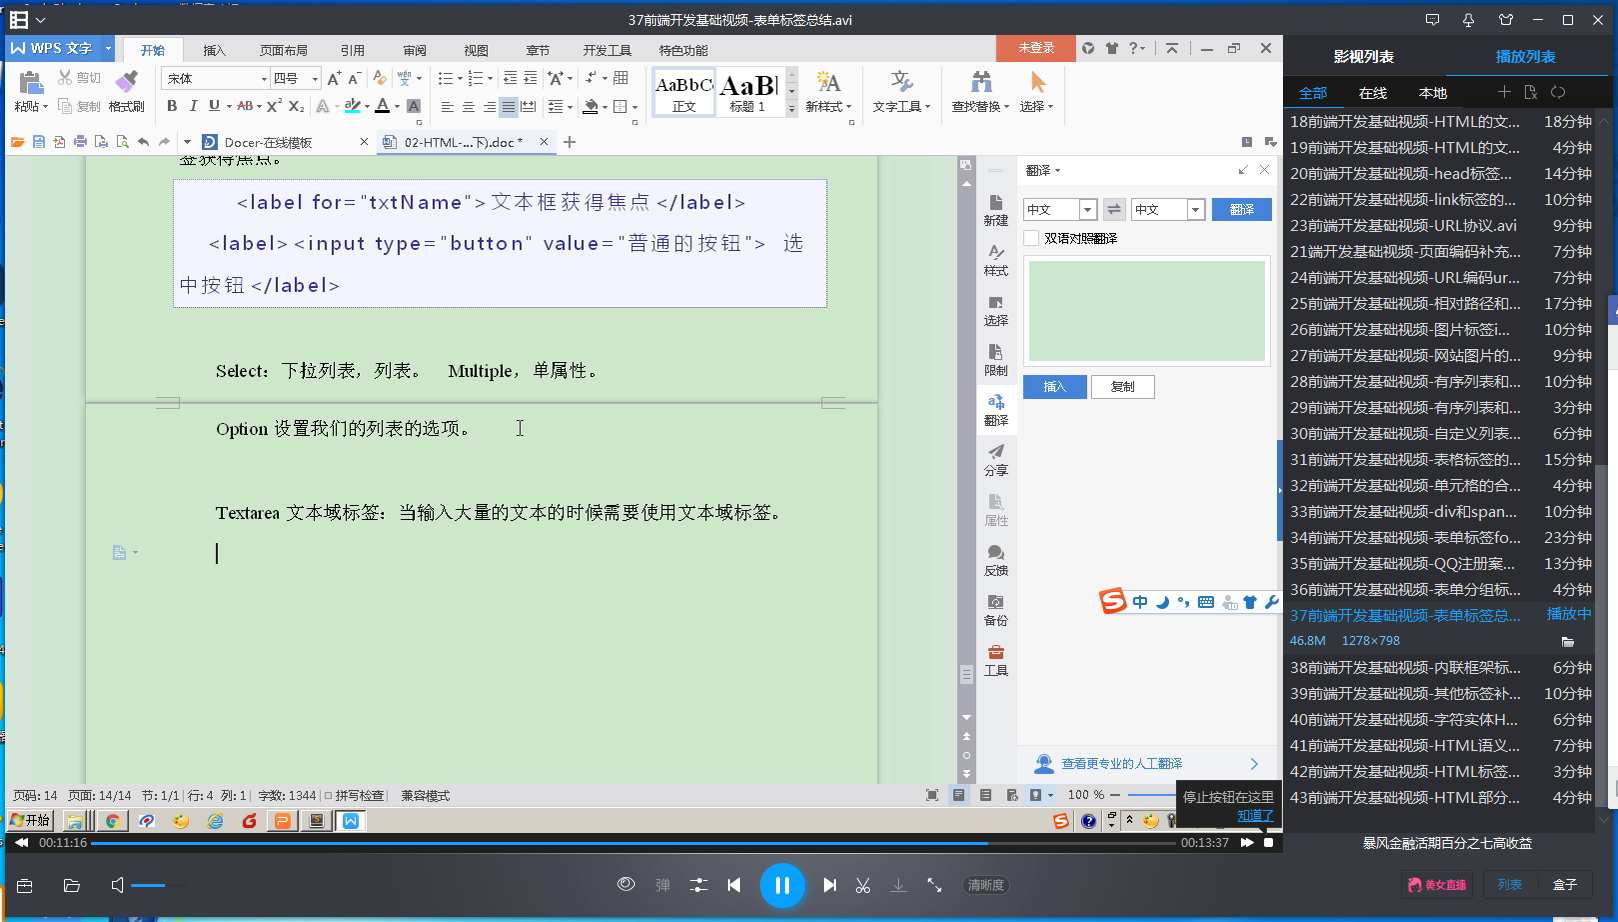 37前端开发基础视频-表单标签总结.avi
WPS 文字
开始
插入
页面布局
引用
审阅
视图
章节
开发工具
特色功能
未登录
粘贴
剪切
复制
格式刷
宋体
四号
AaBbC
正文
AaBl
标题 1
新样式
文字工具
查找替换
选择
Docer-在线模板
02-HTML-...下).doc *
签获得焦点。
<label for="txtName">文本框获得焦点</label>
<label><input type="button" value="普通的按钮"> 选
中按钮</label>
Select：下拉列表，列表。 Multiple，单属性。
Option 设置我们的列表的选项。
Textarea 文本域标签：当输入大量的文本的时候需要使用文本域标签。
新建
样式
选择
限制
翻译
分享
属性
反馈
备份
工具
翻译
中文
中文
翻译
双语对照翻译
插入
复制
中
查看更专业的人工翻译
页码: 14 页面: 14/14 节: 1/1 行: 4 列: 1 字数: 1344 拼写检查 兼容模式
100 %
停止按钮在这里
知道了
开始
00:11:16
00:13:37
弹
清晰度
影视列表
播放列表
全部
在线
本地
18前端开发基础视频-HTML的文... 18分钟
19前端开发基础视频-HTML的文... 4分钟
20前端开发基础视频-head标签... 14分钟
22前端开发基础视频-link标签的... 10分钟
23前端开发基础视频-URL协议.avi 9分钟
21端开发基础视频-页面编码补充... 7分钟
24前端开发基础视频-URL编码ur... 7分钟
25前端开发基础视频-相对路径和... 17分钟
26前端开发基础视频-图片标签i... 10分钟
27前端开发基础视频-网站图片的... 9分钟
28前端开发基础视频-有序列表和... 10分钟
29前端开发基础视频-有序列表和... 3分钟
30前端开发基础视频-自定义列表... 6分钟
31前端开发基础视频-表格标签的... 15分钟
32前端开发基础视频-单元格的合... 4分钟
33前端开发基础视频-div和span... 10分钟
34前端开发基础视频-表单标签fo... 23分钟
35前端开发基础视频-QQ注册案... 13分钟
36前端开发基础视频-表单分组标... 4分钟
37前端开发基础视频-表单标签总... 播放中
46.8M 1278×798
38前端开发基础视频-内联框架标... 6分钟
39前端开发基础视频-其他标签补... 10分钟
40前端开发基础视频-字符实体H... 6分钟
41前端开发基础视频-HTML语义... 7分钟
42前端开发基础视频-HTML标签... 3分钟
43前端开发基础视频-HTML部分... 4分钟
暴风金融活期百分之七高收益
美女直播
列表
盒子